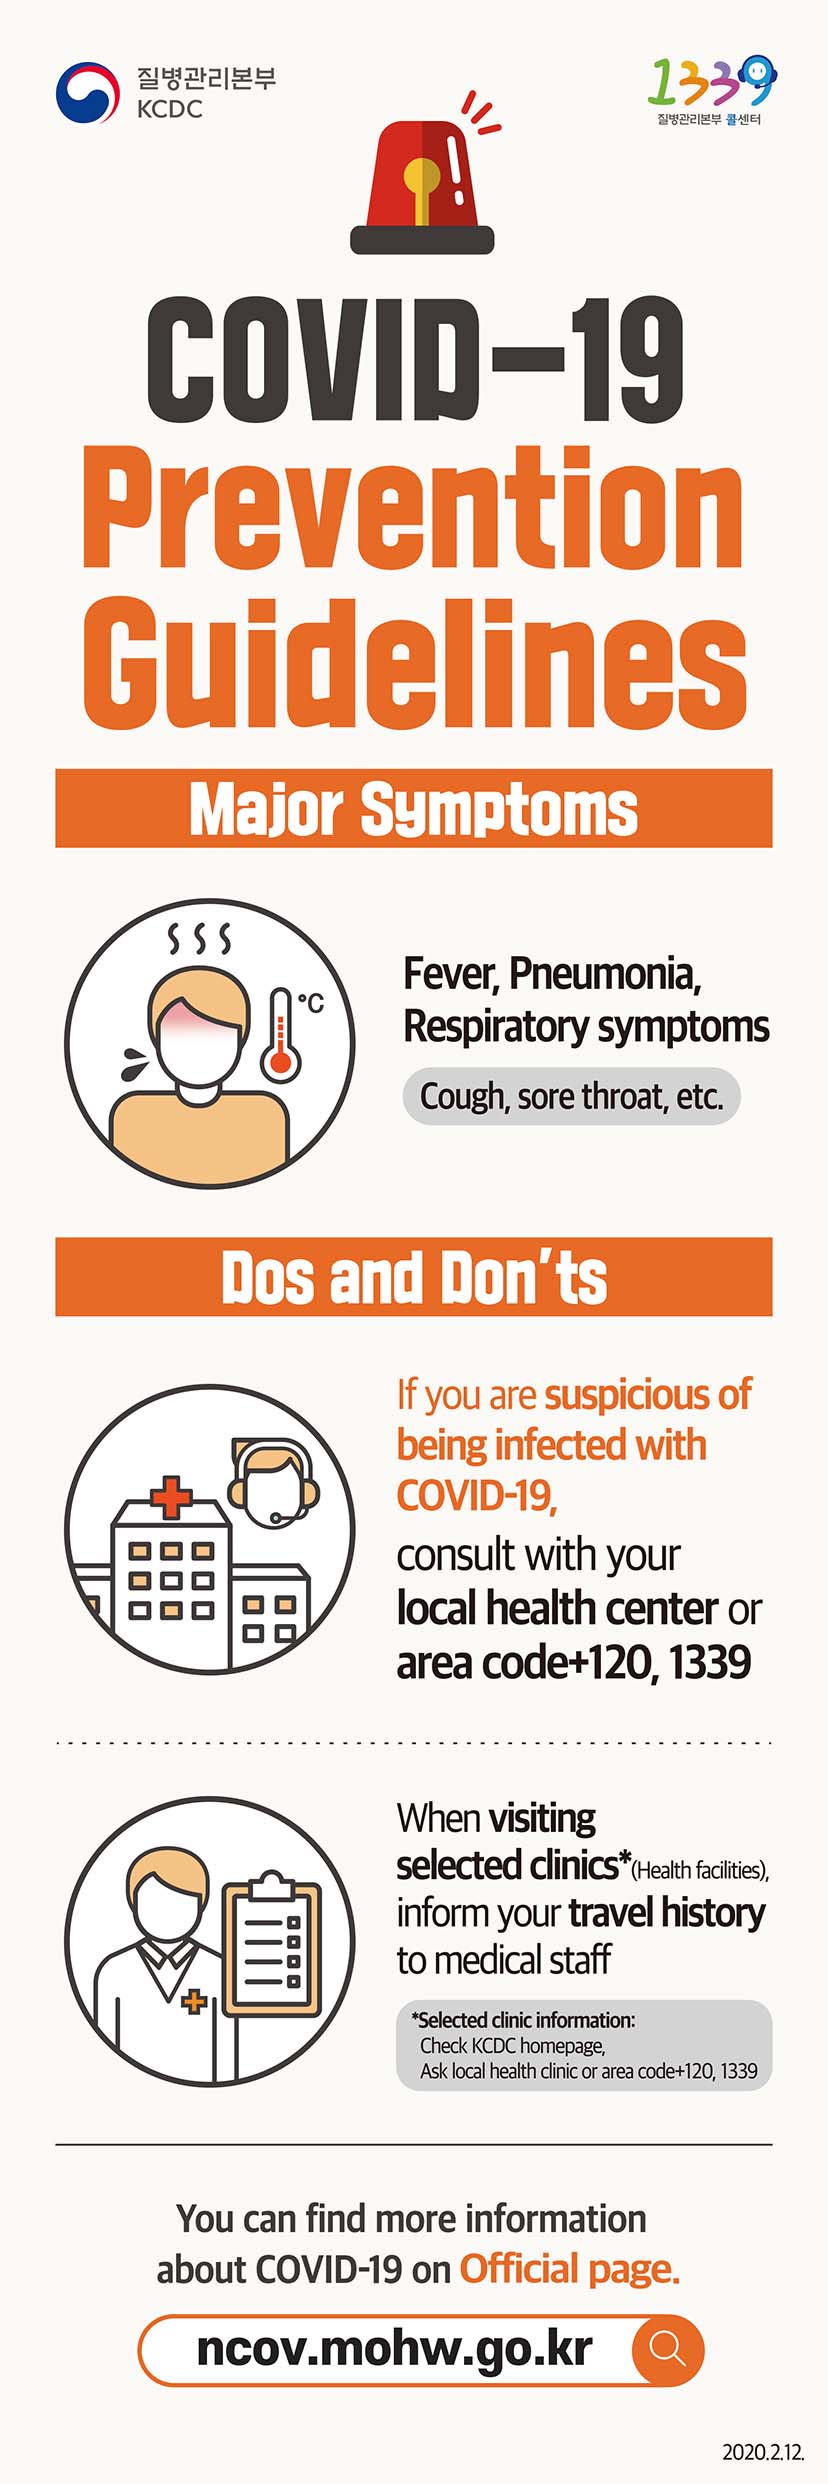 질병관리본부
KCDC
1339
질병관리본부 콜센터
COVID-19
Prevention
Guidelines
Major Symptoms
°C
Fever, Pneumonia,
Respiratory symptoms
Cough, sore throat, etc.
Dos and Don'ts
If you are suspicious of
being infected with
COVID-19,
consult with your
local health center or
area code+120, 1339
When visiting
selected clinics*(Health facilities),
inform your travel history
to medical staff
*Selected clinic information:
Check KCDC homepage,
Ask local health clinic or area code+120, 1339
You can find more information
about COVID-19 on Official page.
ncov.mohw.go.kr
2020.2.12.